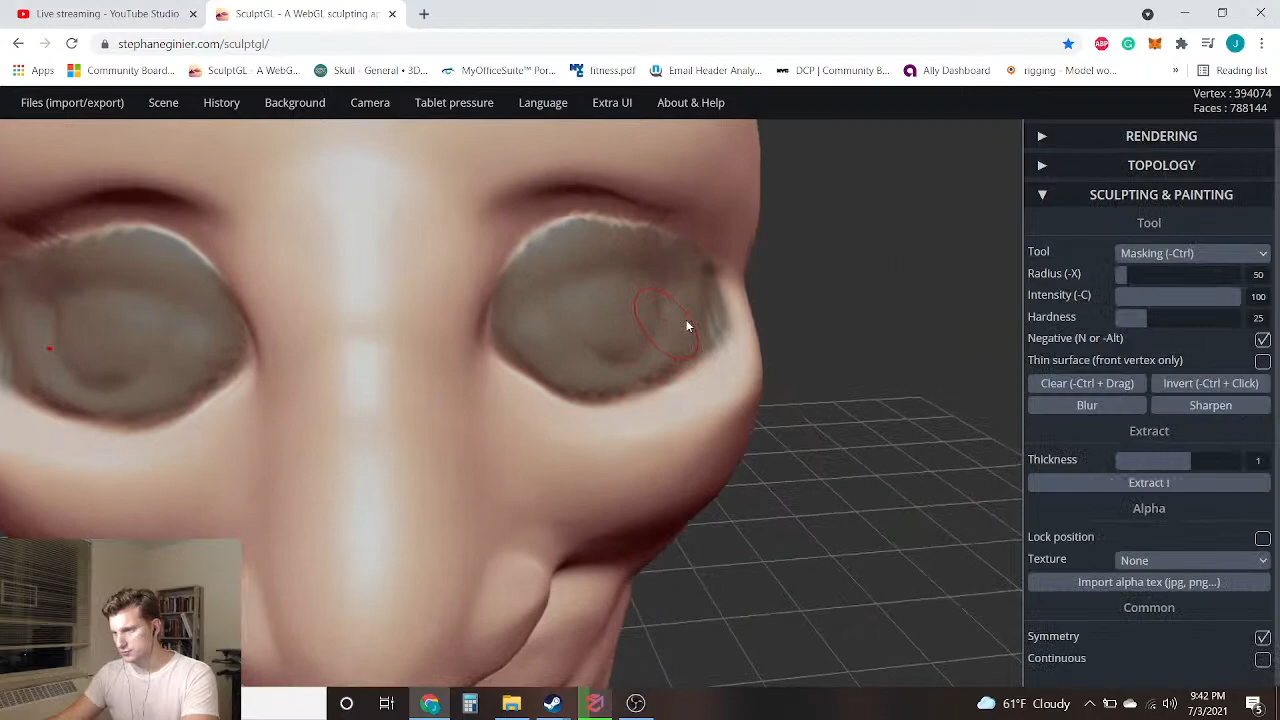 Live streaming - YouTube Studio
SculptGL - A WebGL sculpting ap
stephaneginier.com/sculptgl/
Apps
Community Board...
SculptGL - A WebG...
Skull - General • 3D...
MyOfficeSuite™ Por...
fitness.pdf
Email Header Analy...
DCP | Community B...
Ally Dashboard
rigging - Model wo...
»
Reading list
Files (import/export)
Scene
History
Background
Camera
Tablet pressure
Language
Extra UI
About & Help
Vertex : 394074
Faces : 788144
RENDERING
TOPOLOGY
SCULPTING & PAINTING
Tool
Tool
Masking (-Ctrl)
Radius (-X)
50
Intensity (-C)
100
Hardness
25
Negative (N or -Alt)
Thin surface (front vertex only)
Clear (-Ctrl + Drag)
Invert (-Ctrl + Click)
Blur
Sharpen
Extract
Thickness
1
Extract !
Alpha
Lock position
Texture
None
Import alpha tex (jpg, png...)
Common
Symmetry
Continuous
61°F Cloudy
9:42 PM
7/3/2021